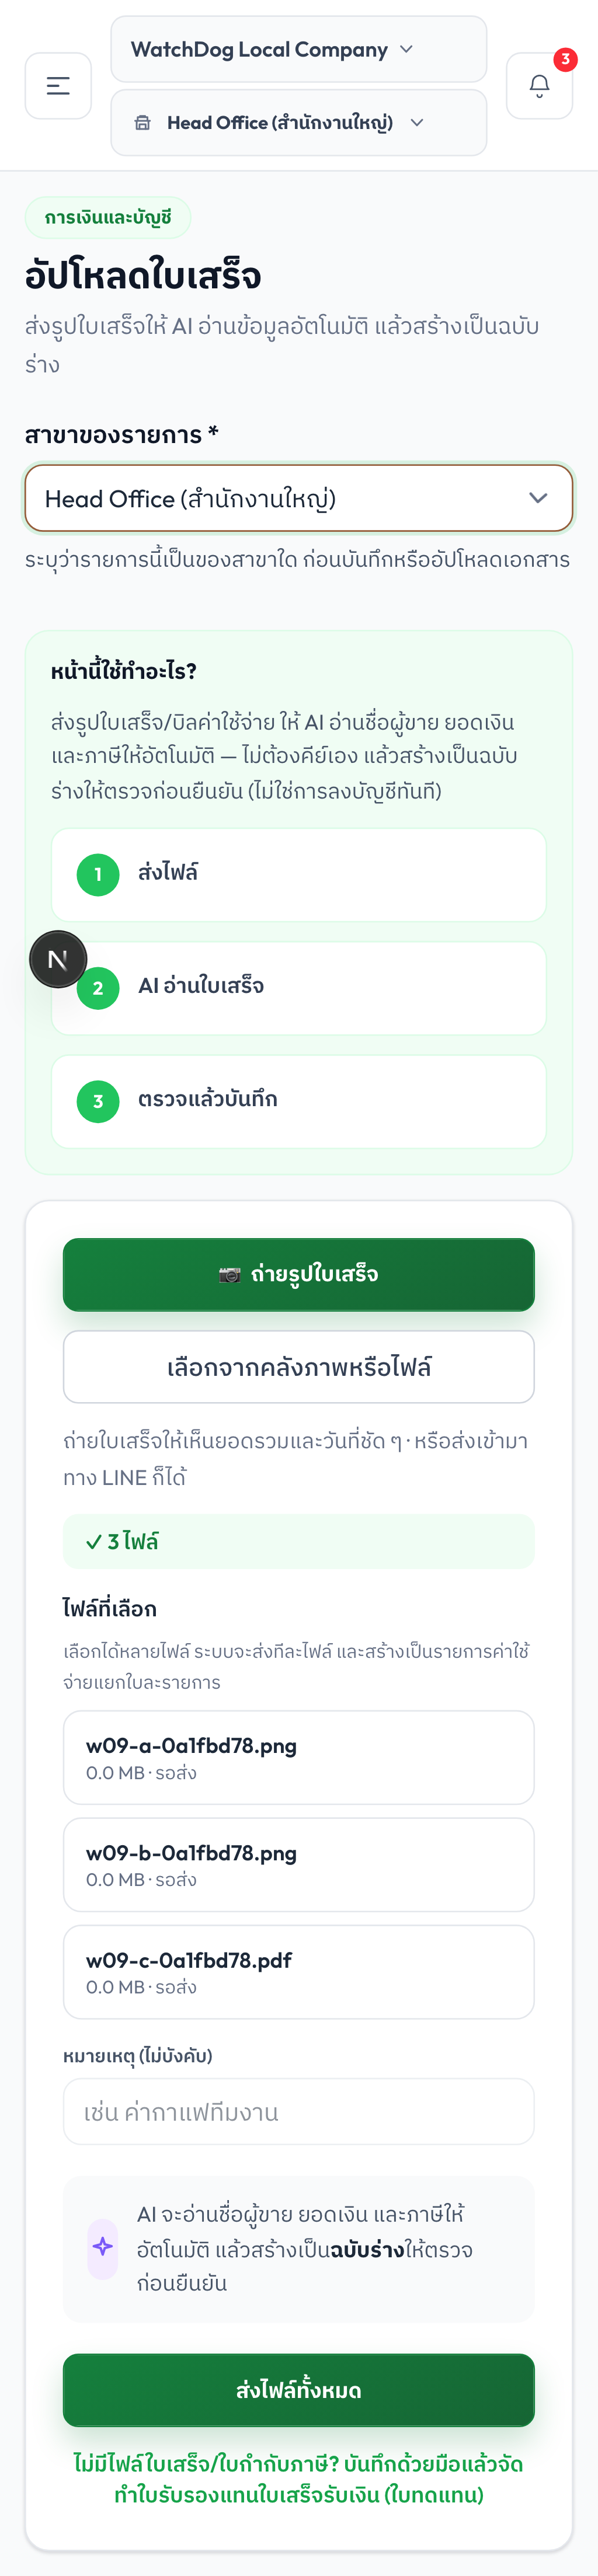 WatchDog Local Company
3
Head Office (สำนักงานใหญ่)
การเงินและบัญชี
อัปโหลดใบเสร็จ
ส่งรูปใบเสร็จให้ AI อ่านข้อมูลอัตโนมัติ แล้วสร้างเป็นฉบับ
ร่าง
สาขาของรายการ *
Head Office (สำนักงานใหญ่)
ระบุว่ารายการนี้เป็นของสาขาใด ก่อนบันทึกหรืออัปโหลดเอกสาร
หน้านี้ใช้ทำอะไร?
ส่งรูปใบเสร็จ/บิลค่าใช้จ่าย ให้ AI อ่านชื่อผู้ขาย ยอดเงิน
และภาษีให้อัตโนมัติ — ไม่ต้องคีย์เอง แล้วสร้างเป็นฉบับ
ร่างให้ตรวจก่อนยืนยัน (ไม่ใช่การลงบัญชีทันที)
1 ส่งไฟล์
N
2 AI อ่านใบเสร็จ
3 ตรวจแล้วบันทึก
ถ่ายรูปใบเสร็จ
เลือกจากคลังภาพหรือไฟล์
ถ่ายใบเสร็จให้เห็นยอดรวมและวันที่ชัด ๆ · หรือส่งเข้ามา
ทาง LINE ก็ได้
✓ 3 ไฟล์
ไฟล์ที่เลือก
เลือกได้หลายไฟล์ ระบบจะส่งทีละไฟล์ และสร้างเป็นรายการค่าใช้
จ่ายแยกใบละรายการ
w09-a-0a1fbd78.png
0.0 MB · รอส่ง
w09-b-0a1fbd78.png
0.0 MB · รอส่ง
w09-c-0a1fbd78.pdf
0.0 MB · รอส่ง
หมายเหตุ (ไม่บังคับ)
เช่น ค่ากาแฟทีมงาน
AI จะอ่านชื่อผู้ขาย ยอดเงิน และภาษีให้
อัตโนมัติ แล้วสร้างเป็นฉบับร่างให้ตรวจ
ก่อนยืนยัน
ส่งไฟล์ทั้งหมด
ไม่มีไฟล์ใบเสร็จ/ใบกำกับภาษี? บันทึกด้วยมือแล้วจัด
ทำใบรับรองแทนใบเสร็จรับเงิน (ใบทดแทน)